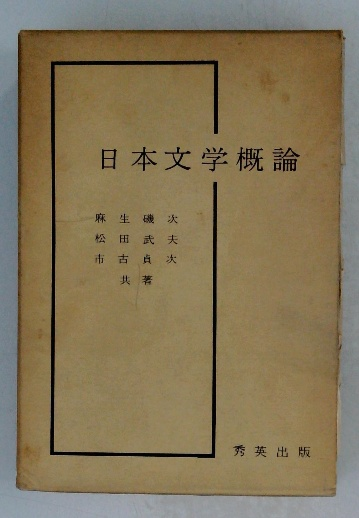 日本文学概論
麻生磯次
松田武夫
市古貞次
共著
秀英出版